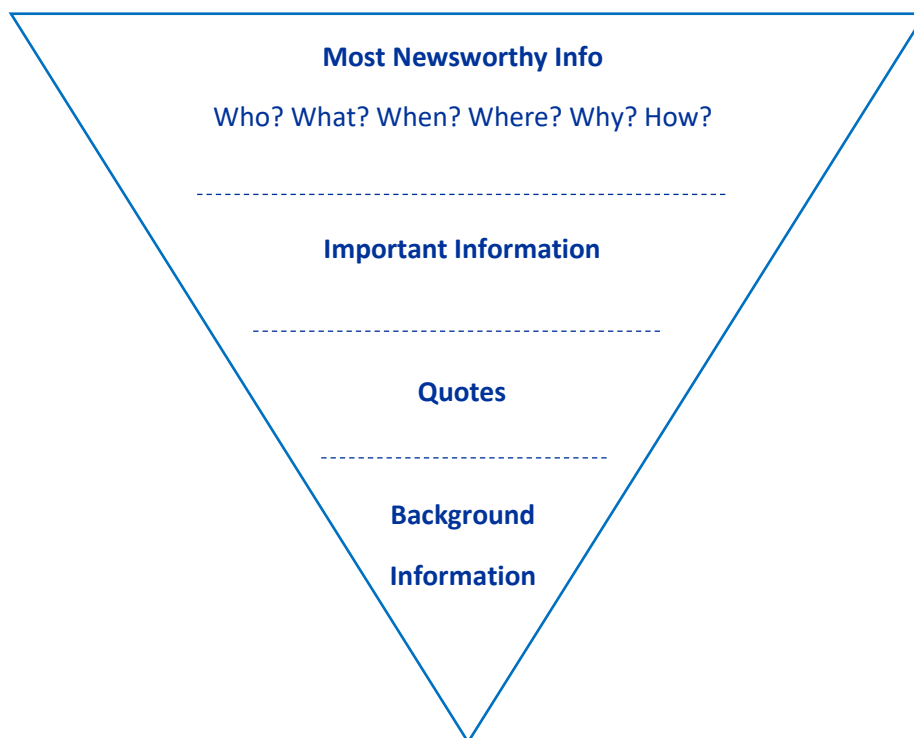 Most Newsworthy Info
Who? What? When? Where? Why? How?
Important Information
Quotes
Background
Information